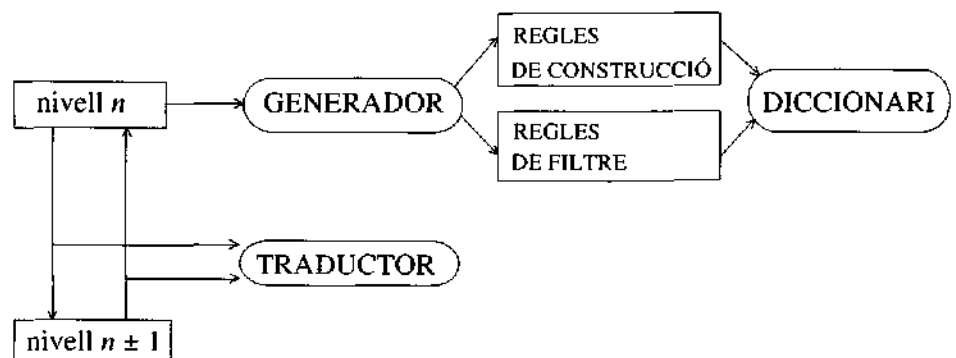 REGLES
DE CONSTRUCCIÓ
nivell n
GENERADOR
DICCIONARI
REGLES
DE FILTRE
TRADUCTOR
nivell n ± 1